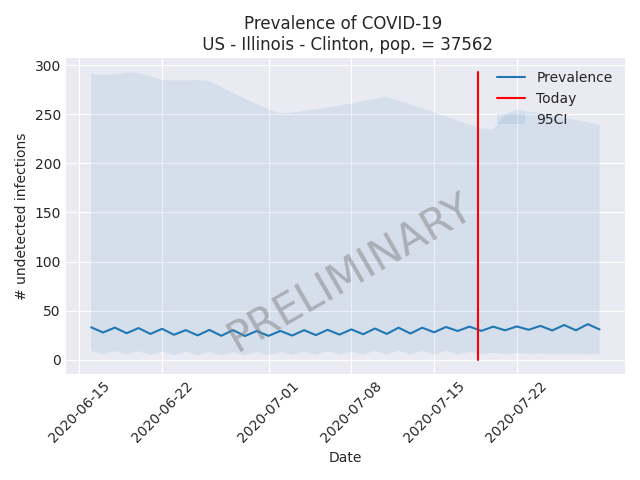 Prevalence of COVID-19
US - Illinois - Clinton, pop. = 37562
300
250
200
150
100
50
0
# undetected infections
Prevalence
Today
95CI
PRELIMINARY
2020-06-15
2020-06-22
2020-07-01
2020-07-08
2020-07-15
2020-07-22
Date